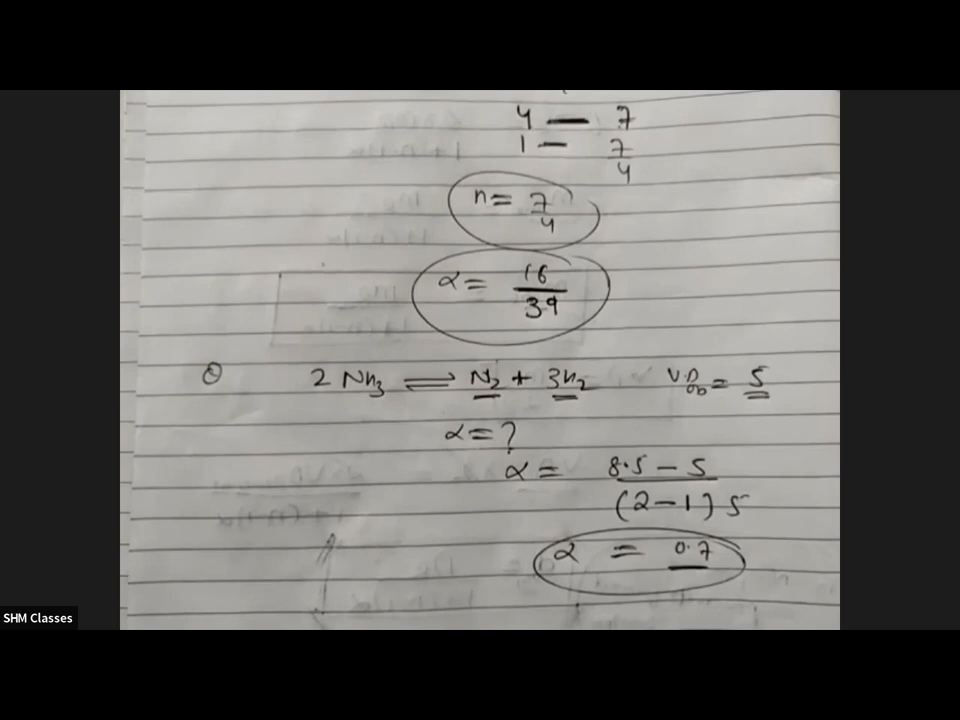 4 — 7
1 — 7/4
n = 7/4
α = 16/39
Q 2 NH3 ⇌ N2 + 3H2 V.D ob = 5
α = ?
α = 8.5 - 5 / (2 - 1) 5
α = 0.7
SHM Classes